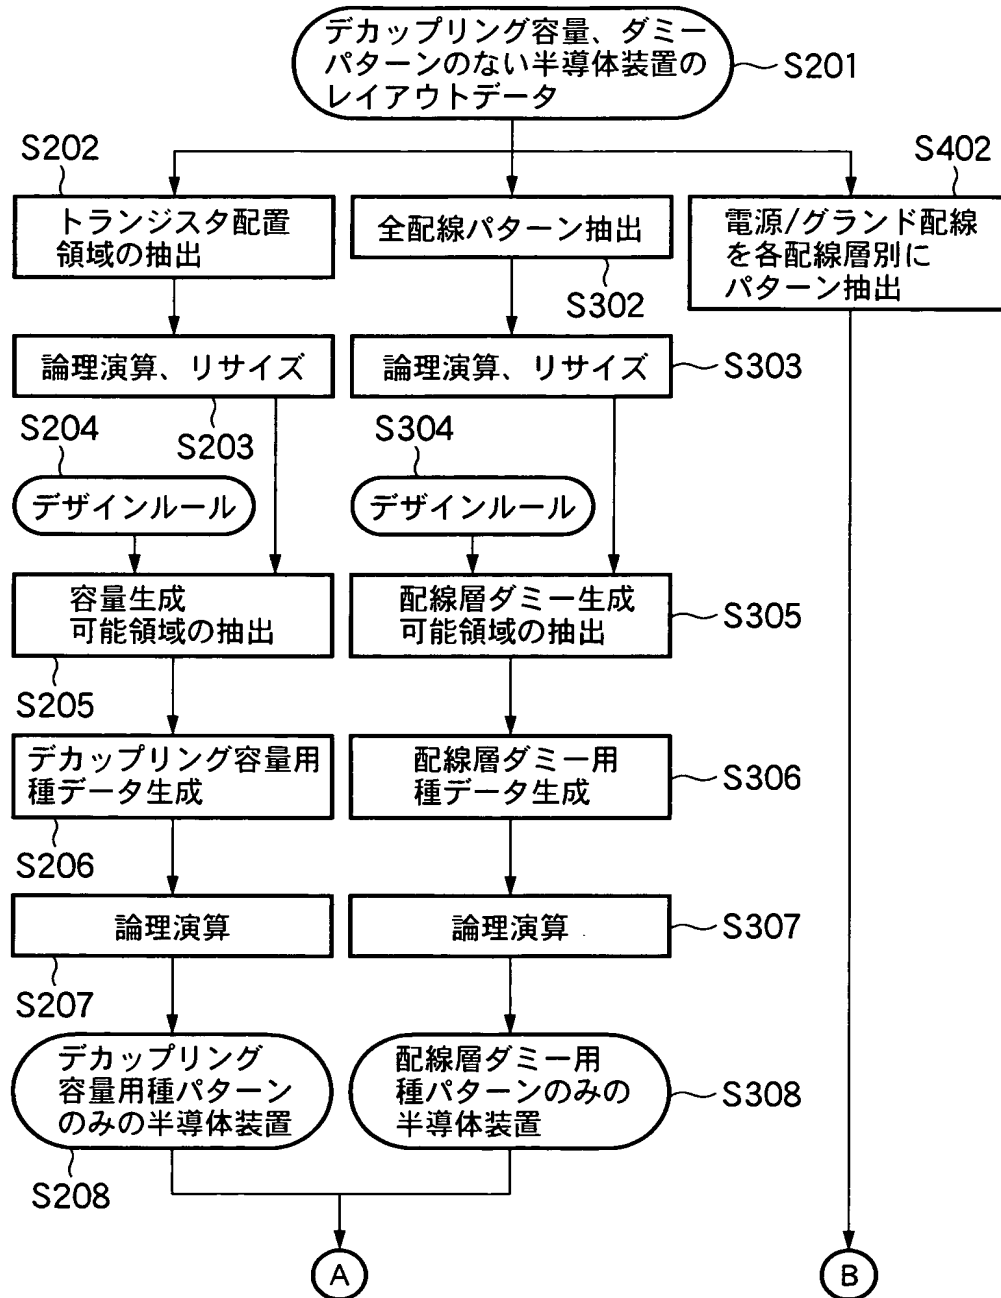 デカップリング容量、ダミー
パターンのない半導体装置の
レイアウトデータ
S201
S202
トランジスタ配置
領域の抽出
全配線パターン抽出
S302
S402
電源/グランド配線
を各配線層別に
パターン抽出
論理演算、リサイズ
S203
論理演算、リサイズ
S303
S204
デザインルール
S304
デザインルール
容量生成
可能領域の抽出
S205
配線層ダミー生成
可能領域の抽出
S305
デカップリング容量用
種データ生成
S206
配線層ダミー用
種データ生成
S306
論理演算
S207
論理演算
S307
デカップリング
容量用種パターン
のみの半導体装置
S208
配線層ダミー用
種パターンのみの
半導体装置
S308
A
B